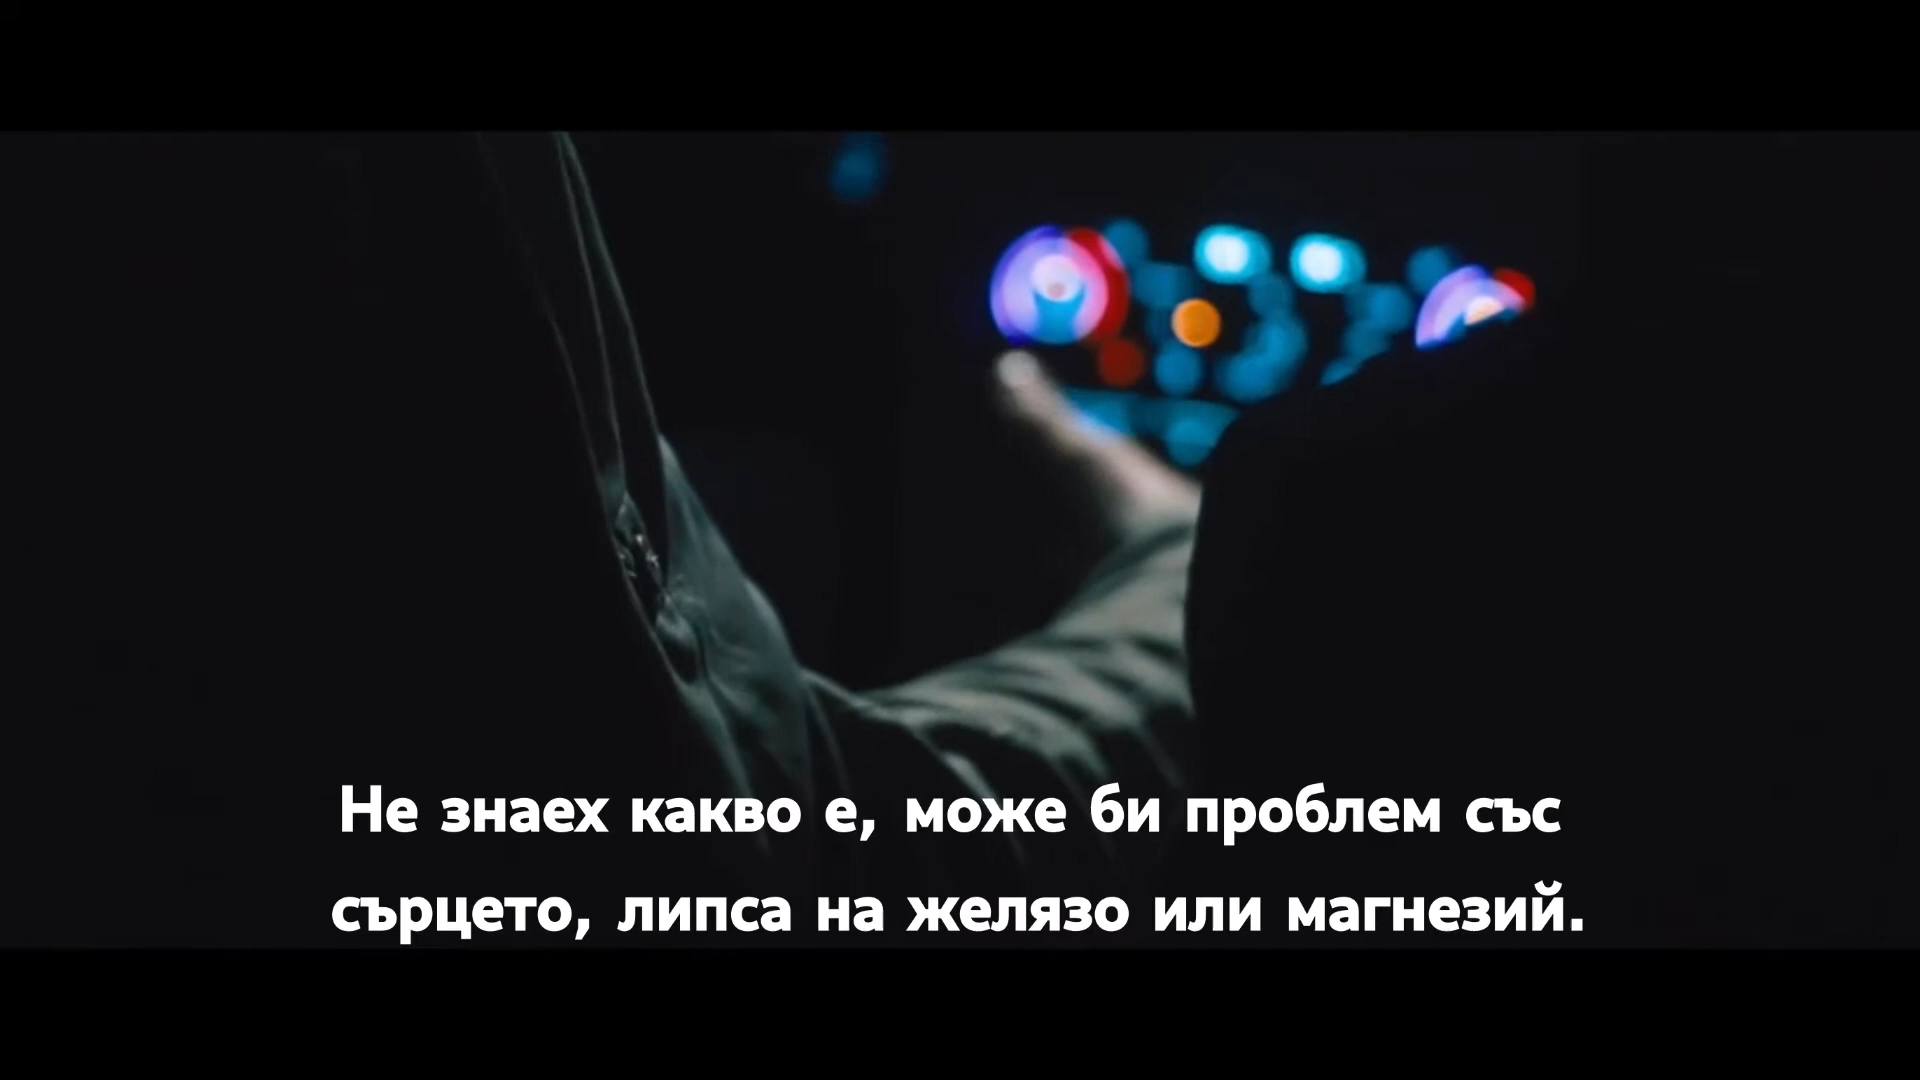 Не знаех какво е, може би проблем със
сърцето, липса на желязо или магнезий.